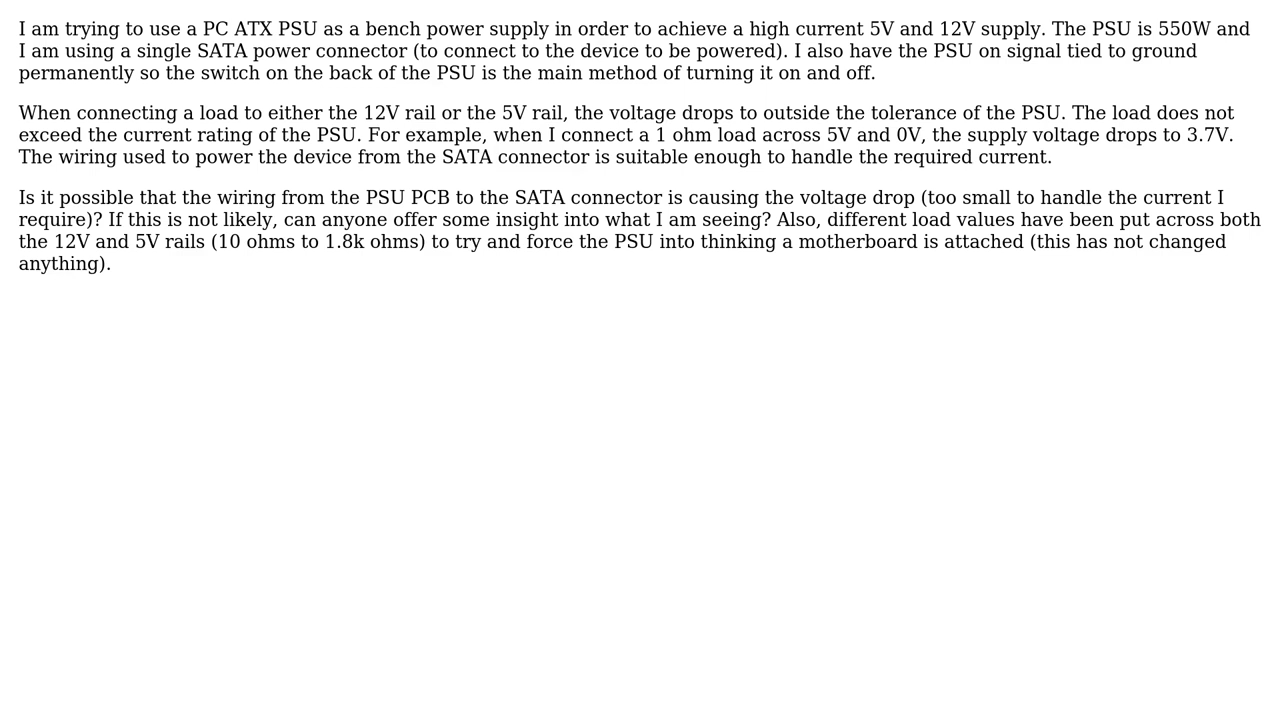 I am trying to use a PC ATX PSU as a bench power supply in order to achieve a high current 5V and 12V supply. The PSU is 550W and
I am using a single SATA power connector (to connect to the device to be powered). I also have the PSU on signal tied to ground
permanently so the switch on the back of the PSU is the main method of turning it on and off.
When connecting a load to either the 12V rail or the 5V rail, the voltage drops to outside the tolerance of the PSU. The load does not
exceed the current rating of the PSU. For example, when I connect a 1 ohm load across 5V and 0V, the supply voltage drops to 3.7V.
The wiring used to power the device from the SATA connector is suitable enough to handle the required current.
Is it possible that the wiring from the PSU PCB to the SATA connector is causing the voltage drop (too small to handle the current I
require)? If this is not likely, can anyone offer some insight into what I am seeing? Also, different load values have been put across both
the 12V and 5V rails (10 ohms to 1.8k ohms) to try and force the PSU into thinking a motherboard is attached (this has not changed
anything).